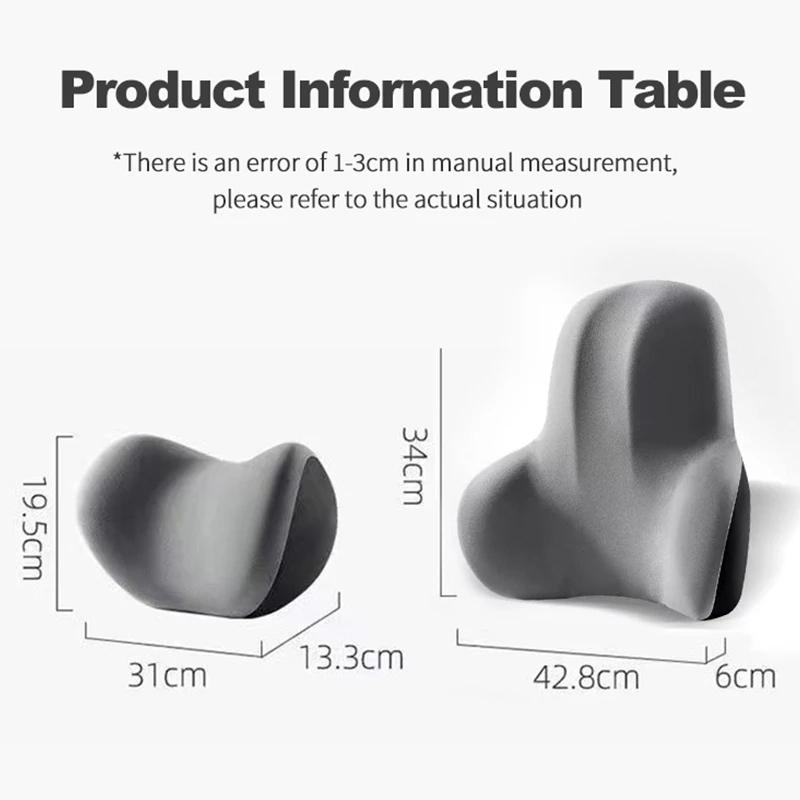 Product Information Table
*There is an error of 1-3cm in manual measurement,
please refer to the actual situation
19.5cm
31cm
13.3cm
34cm
42.8cm
6cm